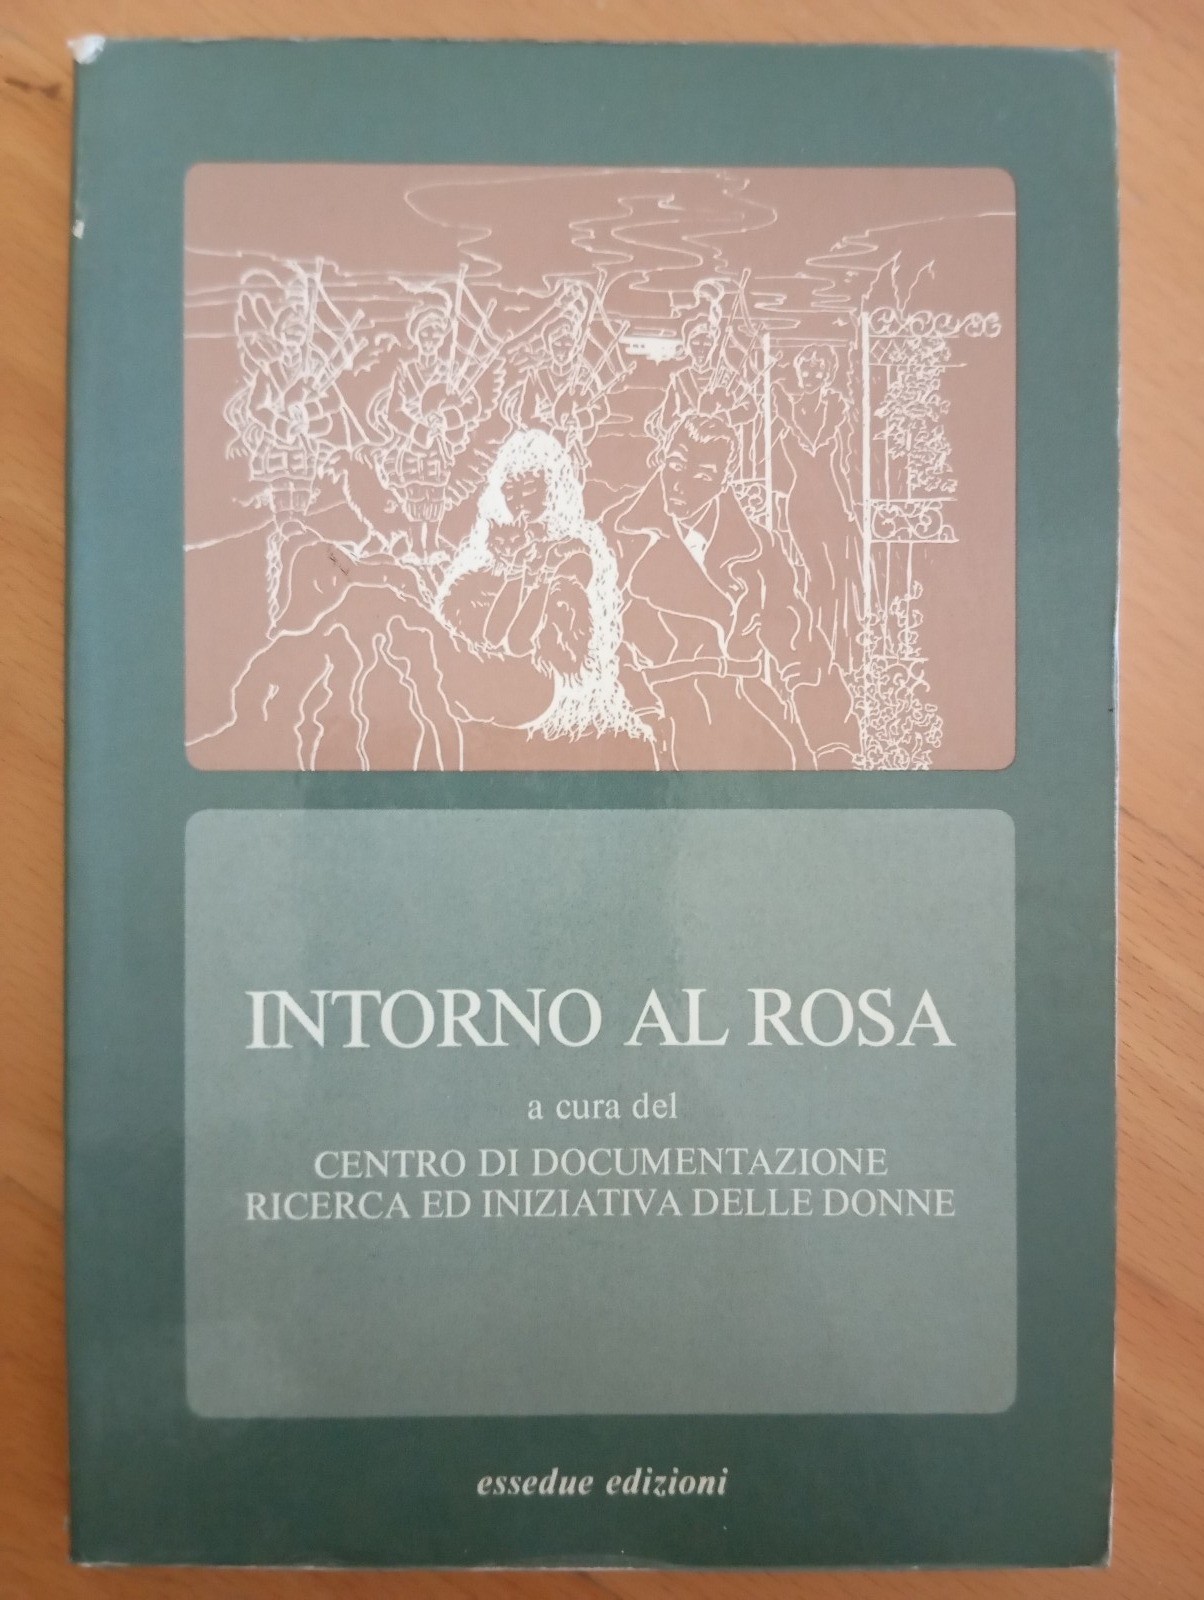 INTORNO AL ROSA
a cura del
CENTRO DI DOCUMENTAZIONE
RICERCA ED INIZIATIVA DELLE DONNE
essedue edizioni